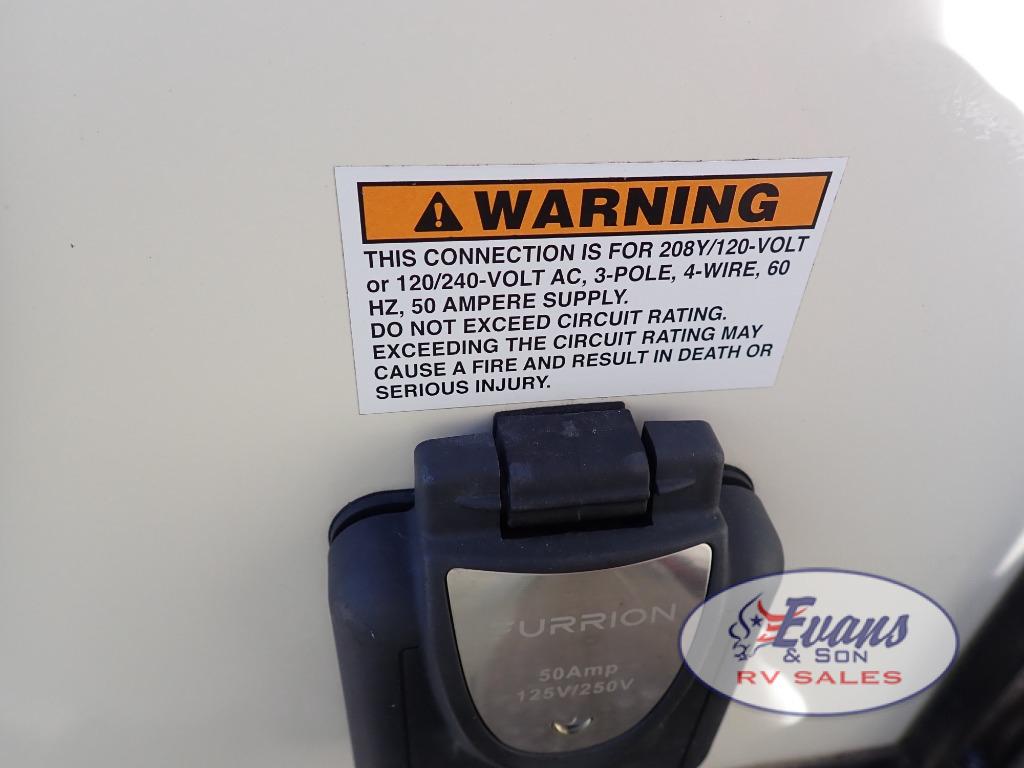 WARNING
THIS CONNECTION IS FOR 208Y/120-VOLT
or 120/240-VOLT AC, 3-POLE, 4-WIRE, 60
HZ, 50 AMPERE SUPPLY.
DO NOT EXCEED CIRCUIT RATING.
EXCEEDING THE CIRCUIT RATING MAY
CAUSE A FIRE AND RESULT IN DEATH OR
SERIOUS INJURY.
FURRION
50Amp
125V/250V
Evans
& SON
RV SALES